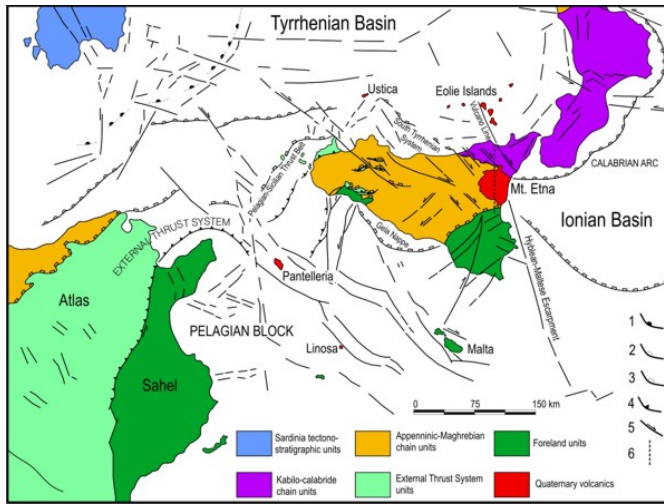 Tyrrhenian Basin
Ustica
Eolie Islands
Vulcano Line
South Tyrrhenian
System
Pelagian-Sicilian Thrust Belt
CALABRIAN ARC
Mt. Etna
Ionian Basin
EXTERNAL THRUST SYSTEM
Gela Nappe
Hyblean-Maltese Escarpment
Atlas
Pantelleria
PELAGIAN BLOCK
Linosa
Malta
Sahel
1
2
3
4
5
6
0 75 150 km
Sardinia tectono-
stratigraphic units
Appenninic-Maghrebian
chain units
Foreland units
Kabilo-calabride
chain units
External Thrust System
units
Quaternary volcanics